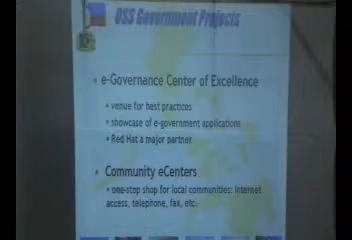 OSS Government Projects
e-Governance Center of Excellence
venue for best practices
showcase of e-government applications
Red Hat a major partner
Community eCenters
one-stop shop for local communities: Internet
access, telephone, fax, etc.